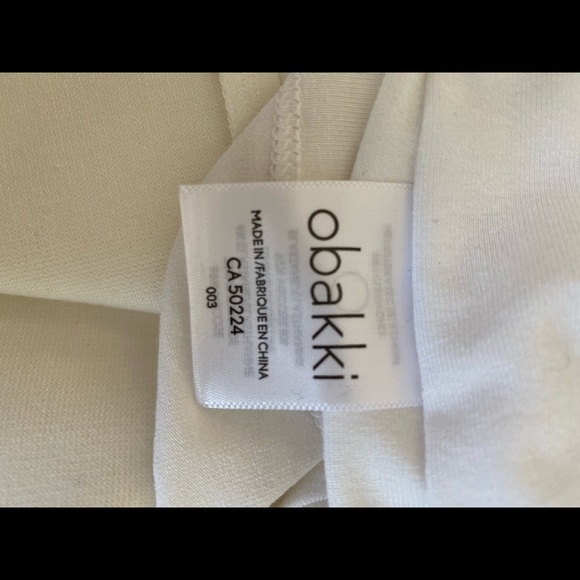 obakki
MADE IN /FABRIQUE EN CHINA
CA 50224
003